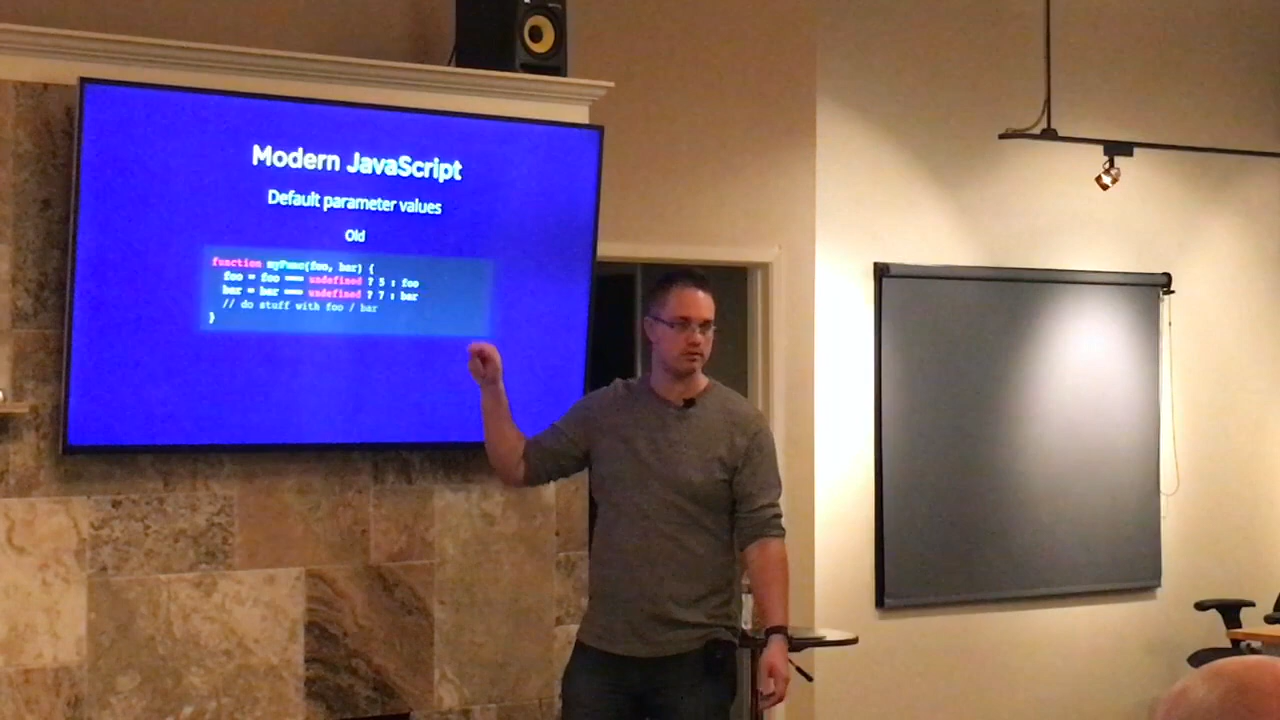 Modern JavaScript
Default parameter values
Old
function myFunc(foo, bar) {
foo = foo === undefined ? 5 : foo
bar = bar === undefined ? 7 : bar
// do stuff with foo / bar
}